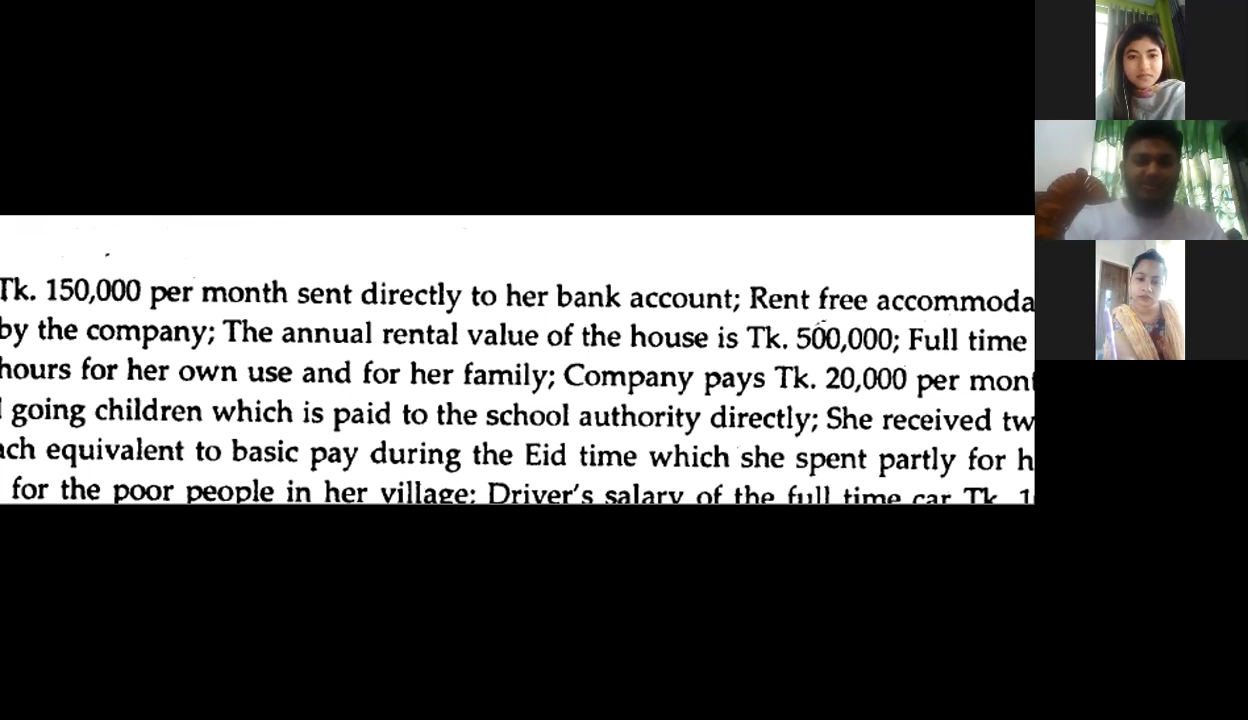 Tk. 150,000 per month sent directly to her bank account; Rent free accommoda
by the company; The annual rental value of the house is Tk. 500,000; Full time
hours for her own use and for her family; Company pays Tk. 20,000 per mon
going children which is paid to the school authority directly; She received tw
ach equivalent to basic pay during the Eid time which she spent partly for h
for the poor people in her village; Driver's salary of the full time car Tk.